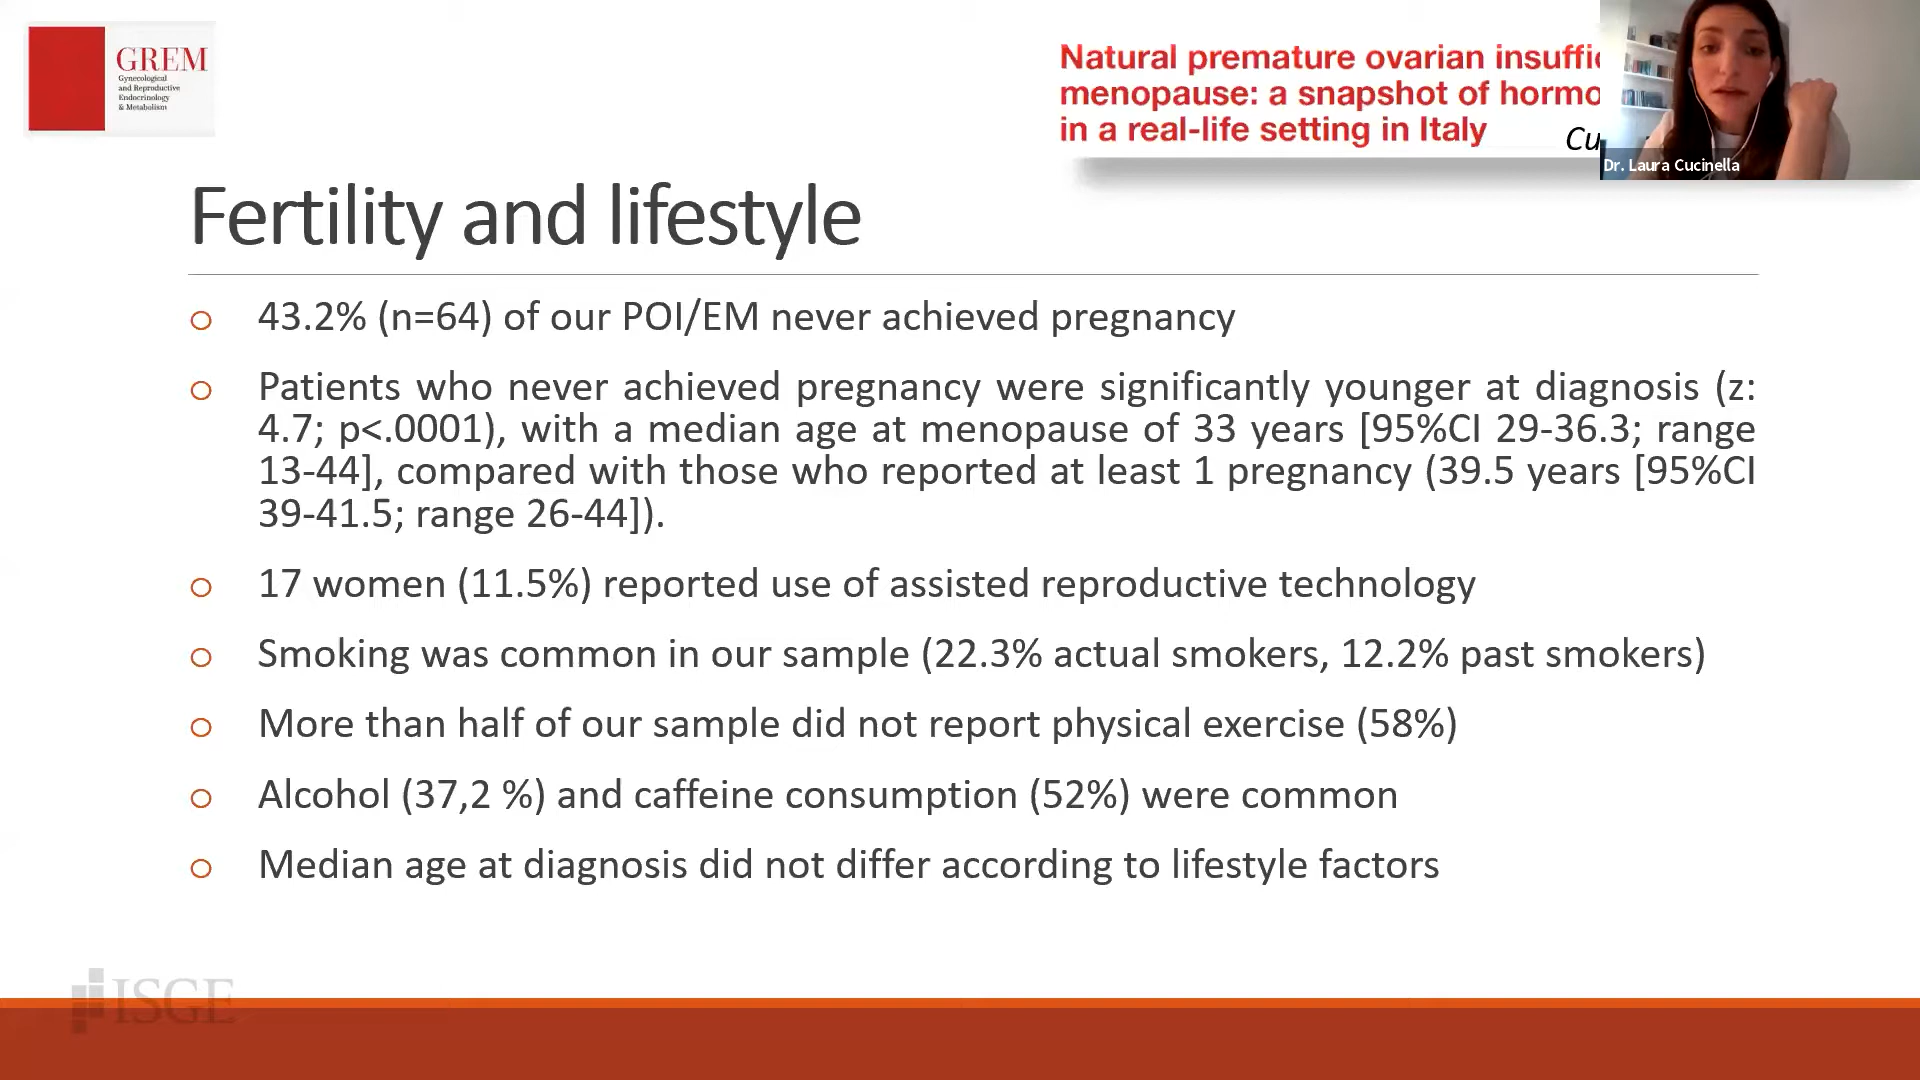 GREM
Gynecological
and Reproductive
Endocrinology
& Metabolism
Natural premature ovarian
menopause: a snapshot of
in a real-life setting in Italy
Dr. Laura Cucinella
Fertility and lifestyle
o 43.2% (n=64) of our POI/EM never achieved pregnancy
o Patients who never achieved pregnancy were significantly younger at diagnosis (z:
4.7; p<.0001), with a median age at menopause of 33 years [95%CI 29-36.3; range
13-44], compared with those who reported at least 1 pregnancy (39.5 years [95%CI
39-41.5; range 26-44]).
o 17 women (11.5%) reported use of assisted reproductive technology
o Smoking was common in our sample (22.3% actual smokers, 12.2% past smokers)
o More than half of our sample did not report physical exercise (58%)
o Alcohol (37,2 %) and caffeine consumption (52%) were common
o Median age at diagnosis did not differ according to lifestyle factors
ISGE